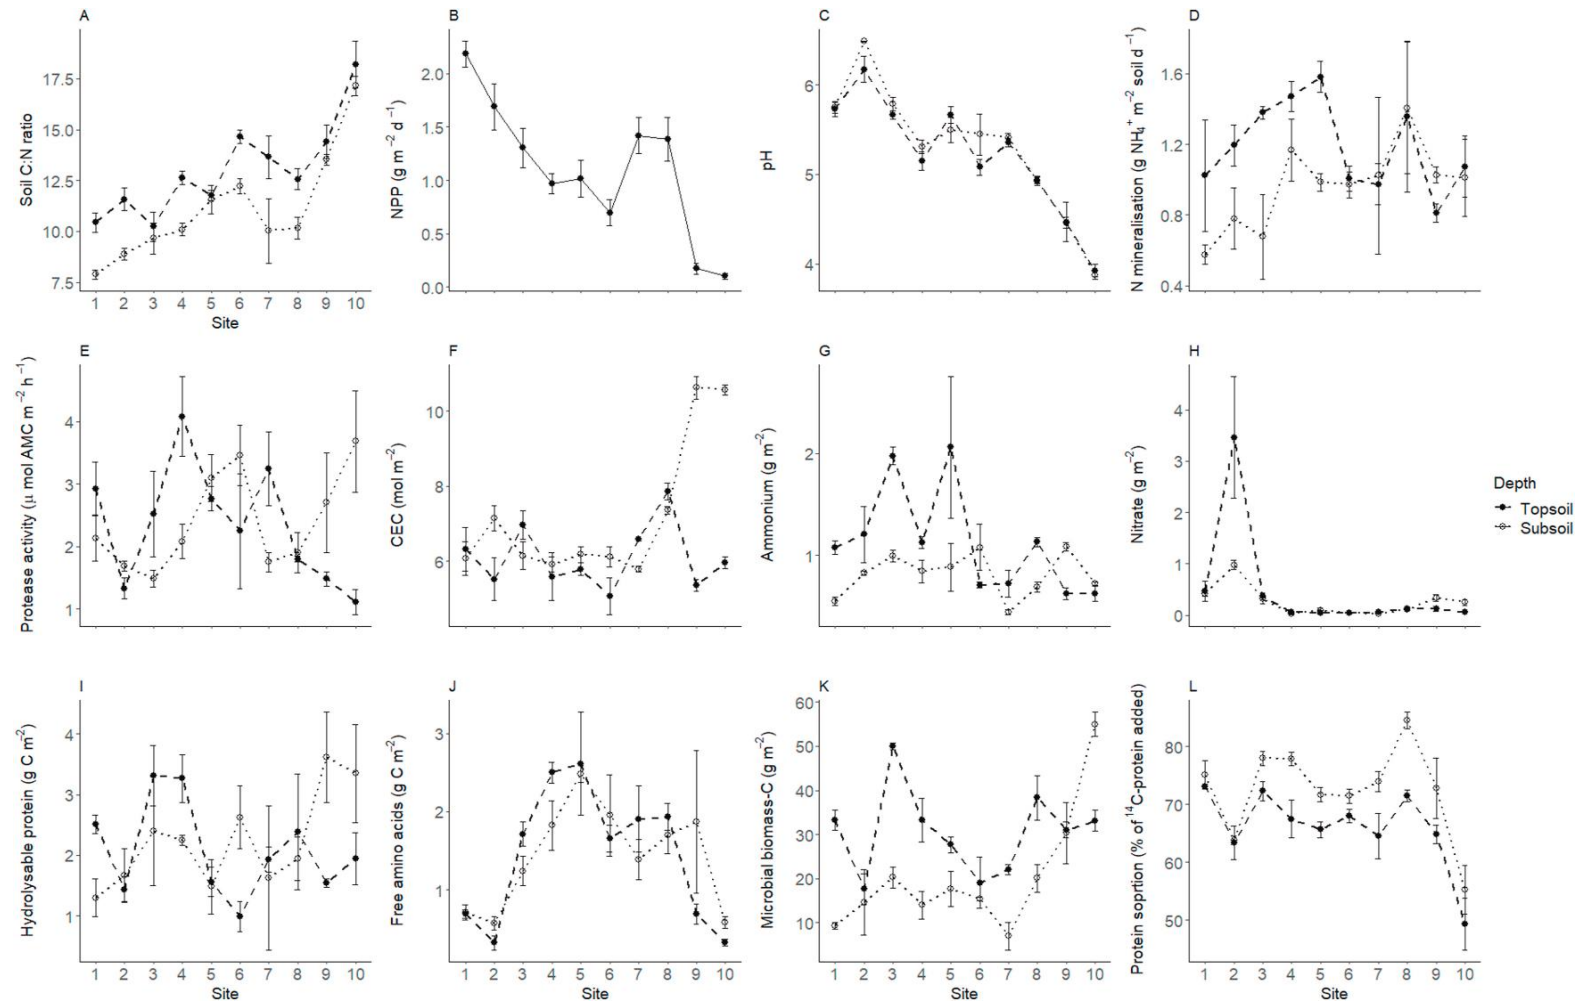 A
Soil C:N ratio
17.5
15.0
12.5
10.0
7.5
1 2 3 4 5 6 7 8 9 10
Site
B
NPP (g m⁻² d⁻¹)
2.0
1.5
1.0
0.5
0.0
C
pH
6
5
4
D
N mineralisation (g NH₄⁺ m⁻² soil d⁻¹)
1.6
1.2
0.8
0.4
E
Protease activity (μ mol AMC m⁻² h⁻¹)
4
3
2
1
F
CEC (mol m⁻²)
10
8
6
G
Ammonium (g m⁻²)
2
1
H
Nitrate (g m⁻²)
4
3
2
1
0
Depth
Topsoil
Subsoil
I
Hydrolysable protein (g C m⁻²)
4
3
2
1
1 2 3 4 5 6 7 8 9 10
Site
J
Free amino acids (g C m⁻²)
3
2
1
1 2 3 4 5 6 7 8 9 10
Site
K
Microbial biomass-C (g m⁻²)
60
50
40
30
20
10
1 2 3 4 5 6 7 8 9 10
Site
L
Protein soprtion (% of ¹⁴C-protein added)
80
70
60
50
1 2 3 4 5 6 7 8 9 10
Site